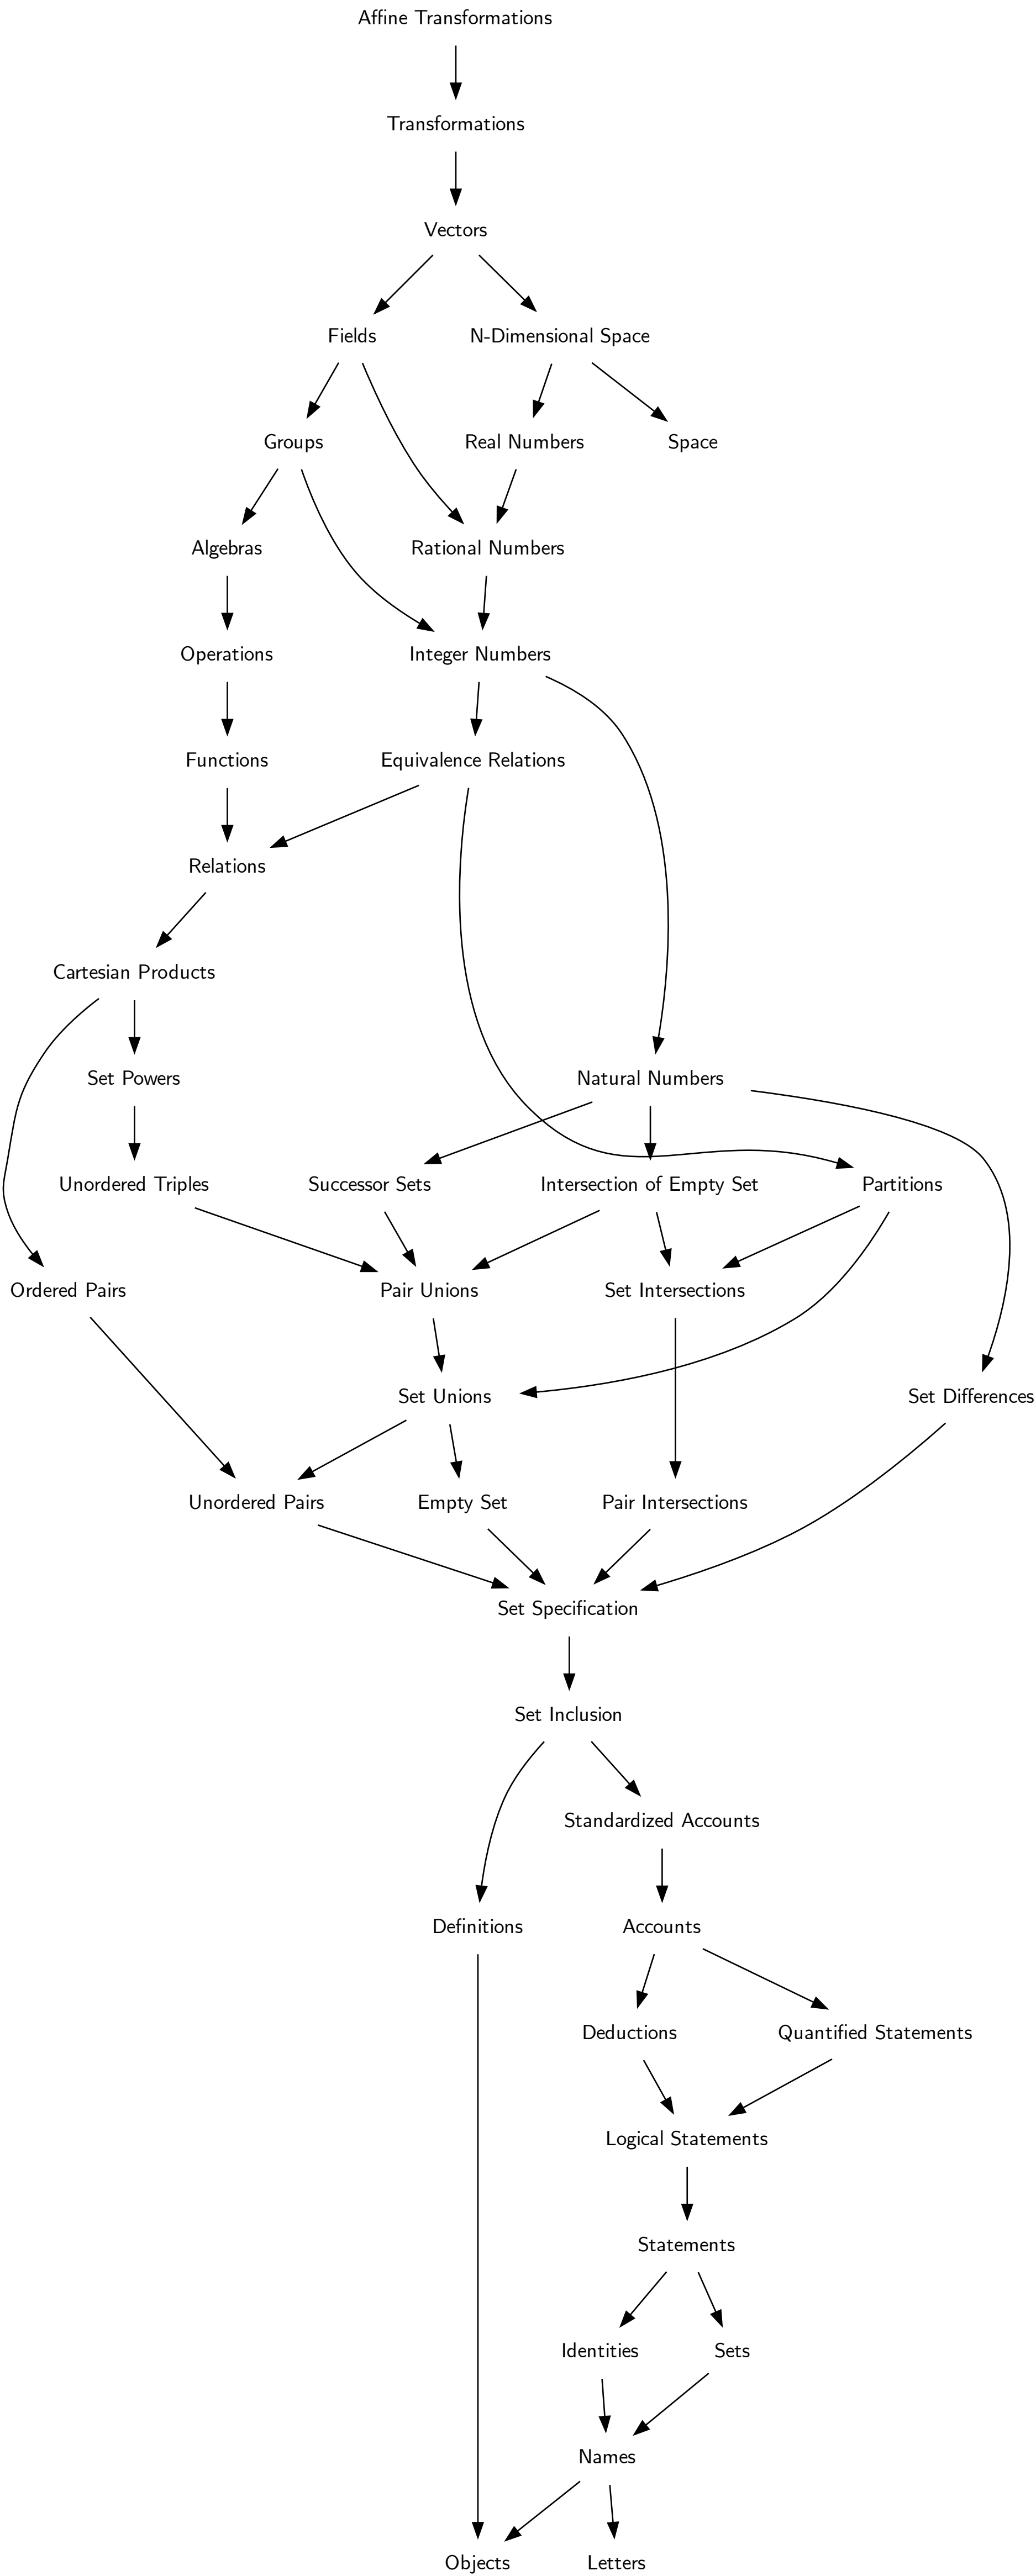 Affine Transformations
Transformations
Vectors
Fields
N-Dimensional Space
Groups
Real Numbers
Space
Algebras
Rational Numbers
Operations
Integer Numbers
Functions
Equivalence Relations
Relations
Cartesian Products
Set Powers
Natural Numbers
Unordered Triples
Successor Sets
Intersection of Empty Set
Partitions
Ordered Pairs
Pair Unions
Set Intersections
Set Unions
Set Differences
Unordered Pairs
Empty Set
Pair Intersections
Set Specification
Set Inclusion
Standardized Accounts
Definitions
Accounts
Deductions
Quantified Statements
Logical Statements
Statements
Identities
Sets
Names
Objects
Letters